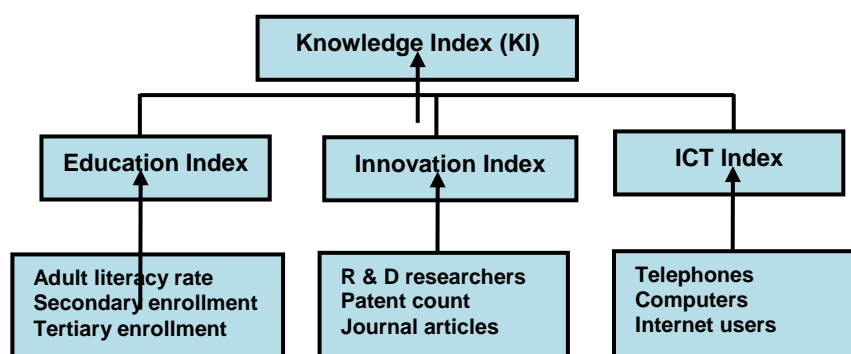 Knowledge Index (KI)
Education Index
Innovation Index
ICT Index
Adult literacy rate
Secondary enrollment
Tertiary enrollment
R & D researchers
Patent count
Journal articles
Telephones
Computers
Internet users